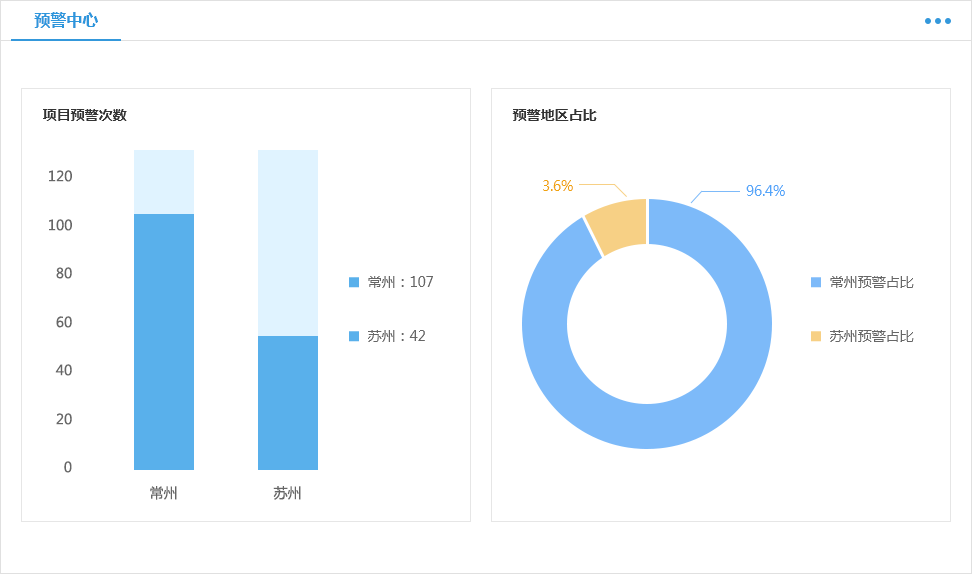 预警中心
项目预警次数
120
100
80
60
40
20
0
常州
苏州
常州：107
苏州：42
预警地区占比
3.6%
96.4%
常州预警占比
苏州预警占比